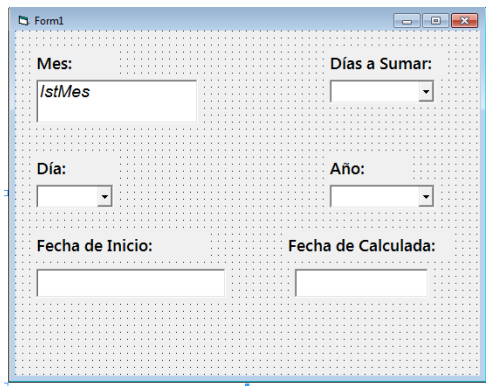 Form1
Mes: Días a Sumar:
lstMes
Día: Año:
Fecha de Inicio: Fecha de Calculada: